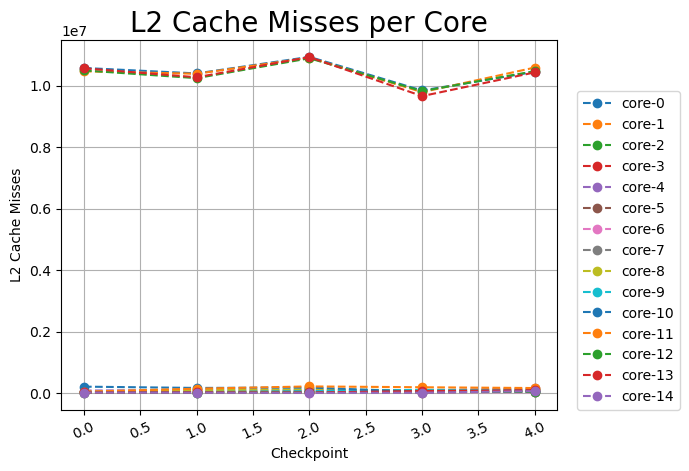 L2 Cache Misses per Core
1e7
1.0
0.8
0.6
0.4
0.2
0.0
L2 Cache Misses
0.0 0.5 1.0 1.5 2.0 2.5 3.0 3.5 4.0
Checkpoint
core-0
core-1
core-2
core-3
core-4
core-5
core-6
core-7
core-8
core-9
core-10
core-11
core-12
core-13
core-14